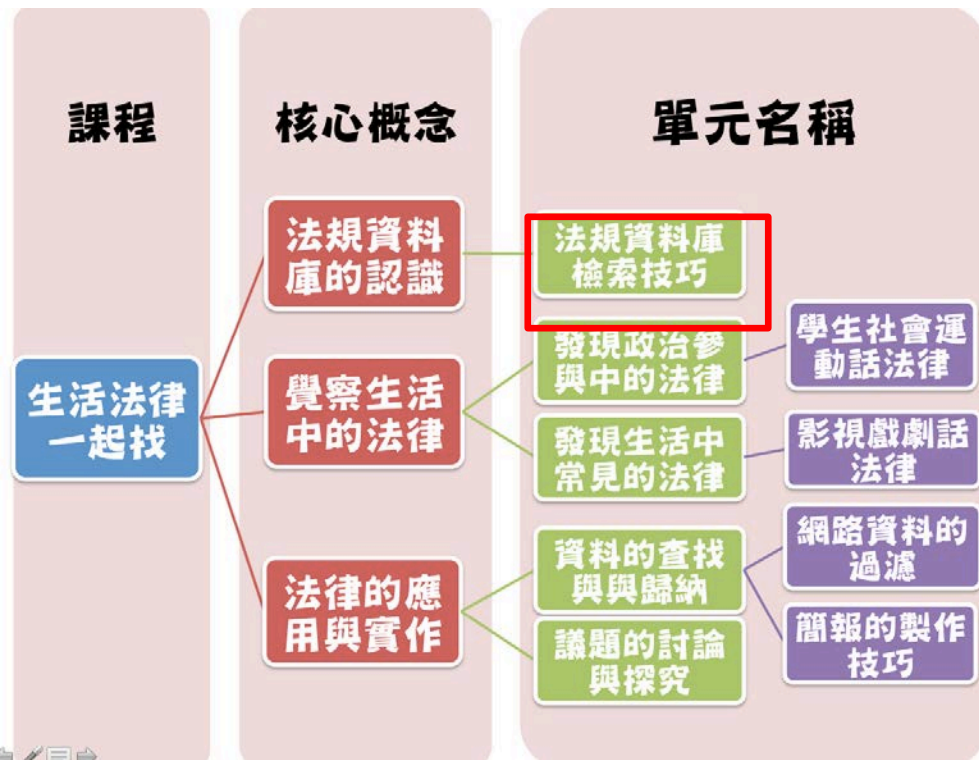 課程
核心概念
單元名稱
生活法律
一起找
法規資料
庫的認識
覺察生活
中的法律
法律的應
用與實作
法規資料庫
檢索技巧
發現政治參
與中的法律
發現生活中
常見的法律
資料的查找
與與歸納
議題的討論
與探究
學生社會運
動話法律
影視戲劇話
法律
網路資料的
過濾
簡報的製作
技巧